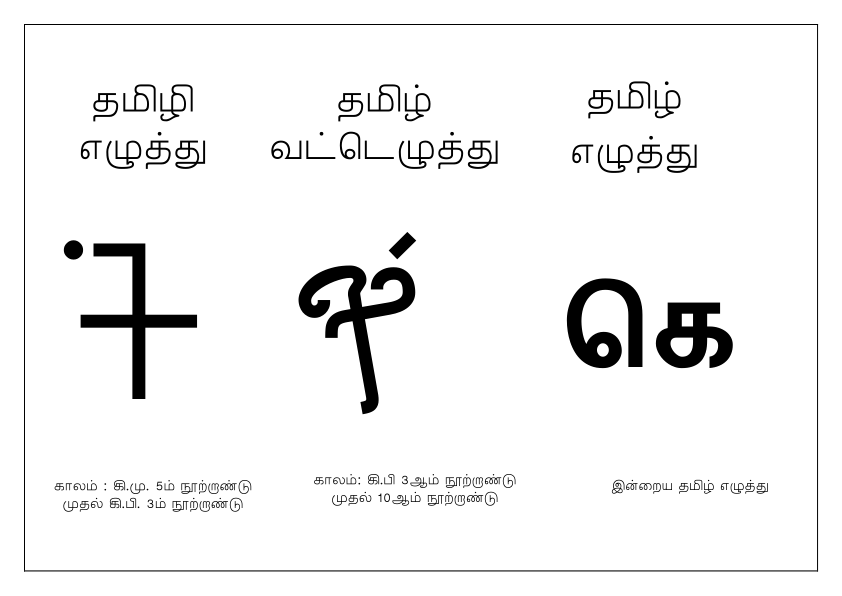 தமிழி
எழுத்து
தமிழ்
வட்டெழுத்து
தமிழ்
எழுத்து
கெ
காலம் : கி.மு. 5ம் நூற்றாண்டு
முதல் கி.பி. 3ம் நூற்றாண்டு
காலம்: கி.பி 3ஆம் நூற்றாண்டு
முதல் 10ஆம் நூற்றாண்டு
இன்றைய தமிழ் எழுத்து